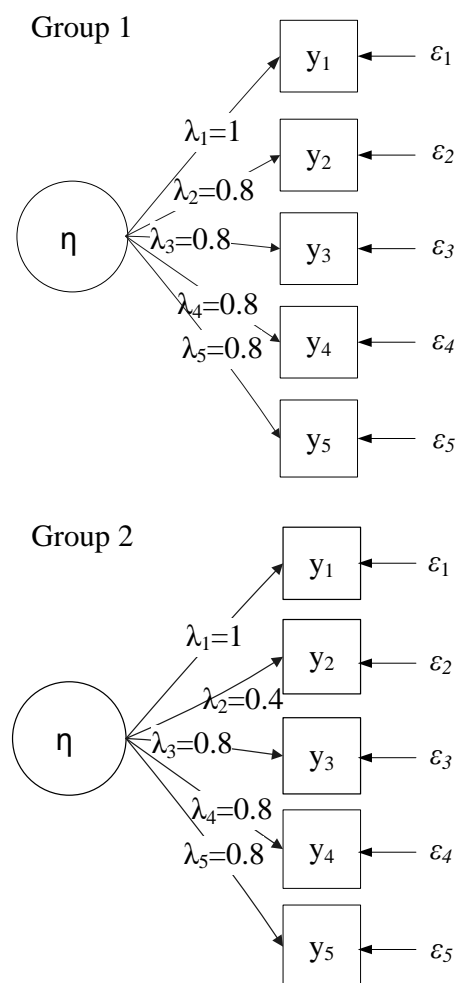 Group 1
y₁
ε₁
λ₁=1
y₂
ε₂
λ₂=0.8
η
λ₃=0.8
y₃
ε₃
λ₄=0.8
y₄
ε₄
λ₅=0.8
y₅
ε₅
Group 2
y₁
ε₁
λ₁=1
y₂
ε₂
λ₂=0.4
η
λ₃=0.8
y₃
ε₃
λ₄=0.8
y₄
ε₄
λ₅=0.8
y₅
ε₅